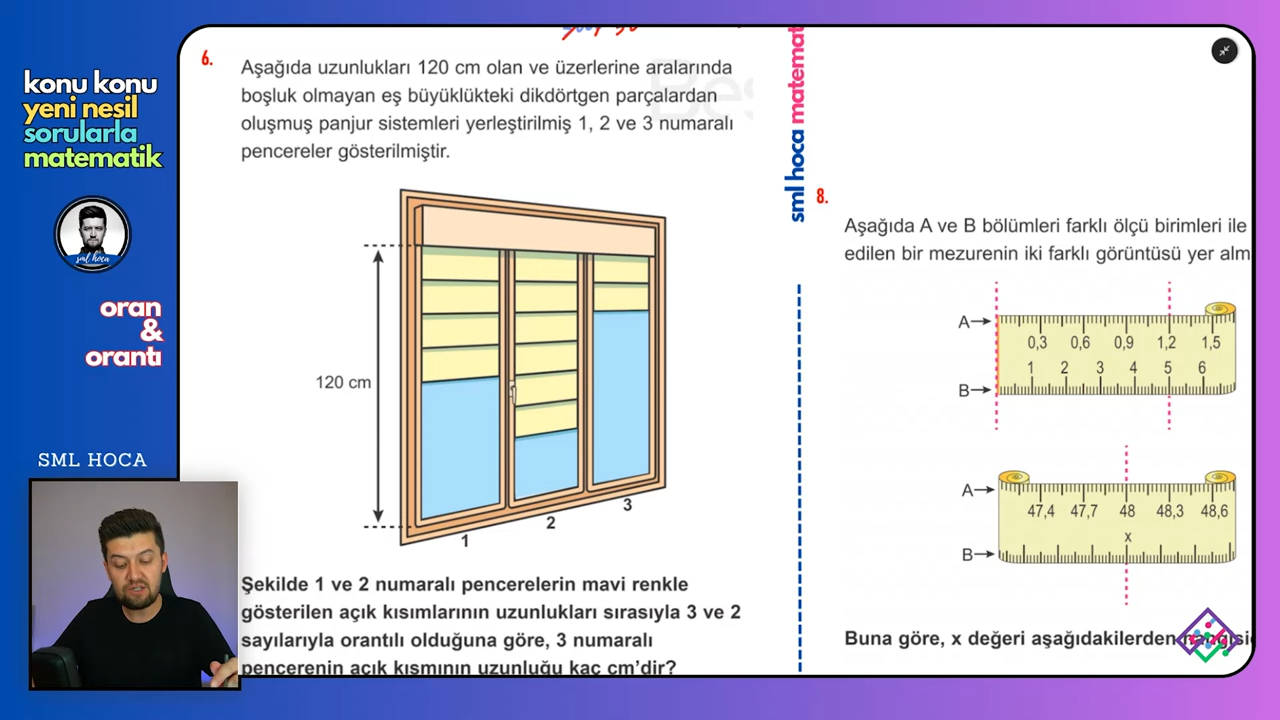 konu konu
yeni nesil
sorularla
matematik
sml hoca
oran
&
orantı
SML HOCA
6.
Aşağıda uzunlukları 120 cm olan ve üzerlerine aralarında
boşluk olmayan eş büyüklükteki dikdörtgen parçalardan
oluşmuş panjur sistemleri yerleştirilmiş 1, 2 ve 3 numaralı
pencereler gösterilmiştir.
120 cm
1
2
3
Şekilde 1 ve 2 numaralı pencerelerin mavi renkle
gösterilen açık kısımlarının uzunlukları sırasıyla 3 ve 2
sayılarıyla orantılı olduğuna göre, 3 numaralı
pencerenin açık kısmının uzunluğu kaç cm'dir?
sml hoca matemat
8.
Aşağıda A ve B bölümleri farklı ölçü birimleri ile
edilen bir mezurenin iki farklı görüntüsü yer alm
A
0,3 0,6 0,9 1,2 1,5
1 2 3 4 5 6
B
A
47,4 47,7 48 48,3 48,6
x
B
Buna göre, x değeri aşağıdakilerden